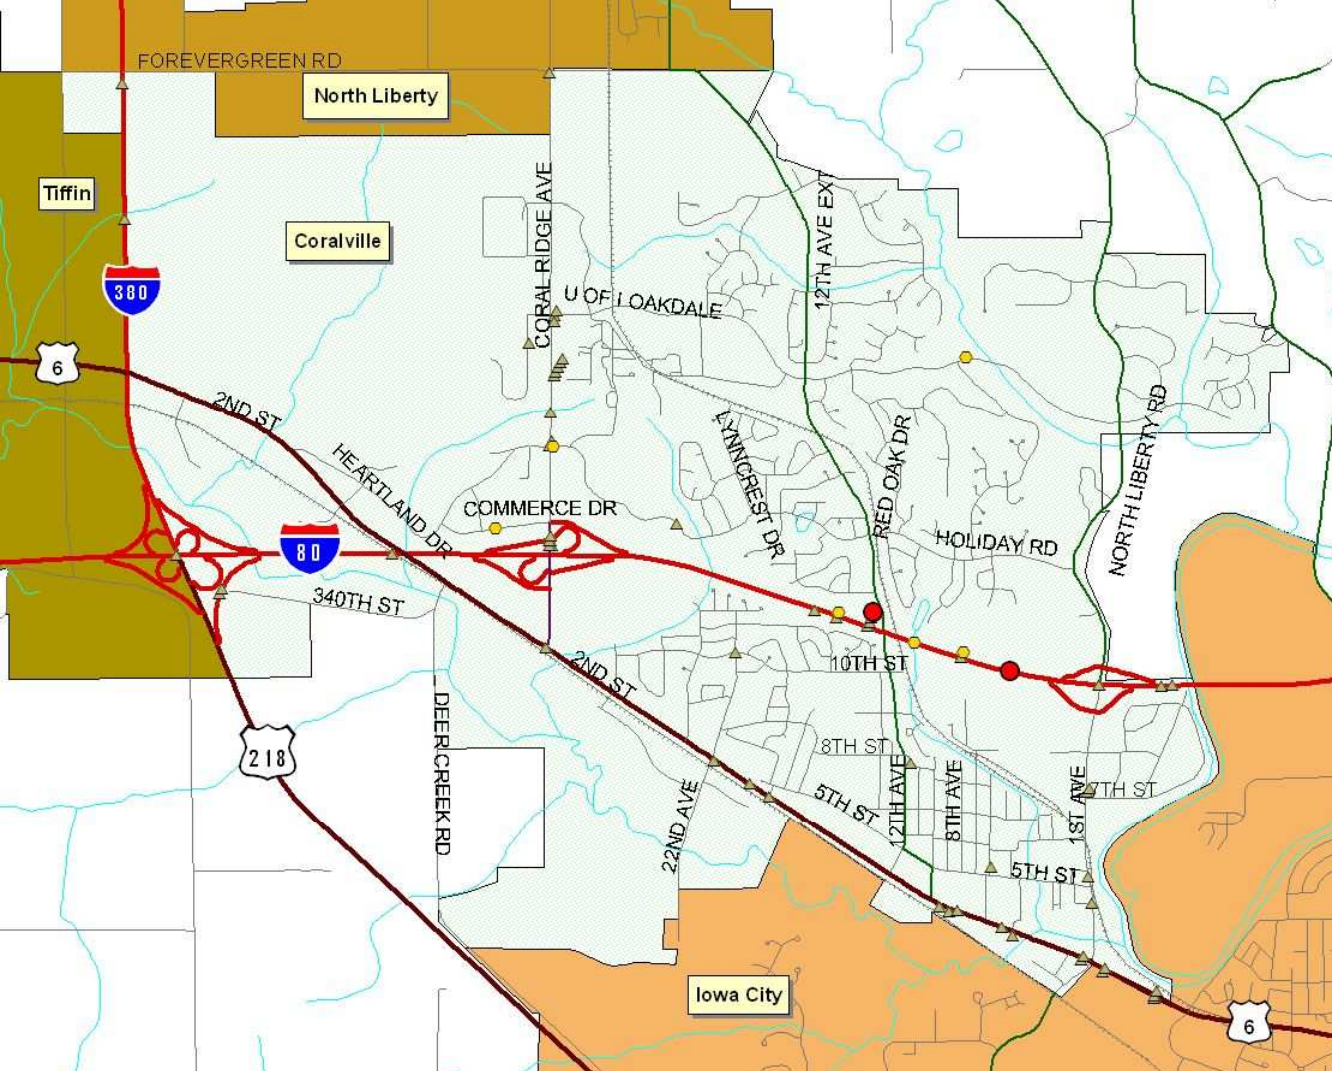 FOREVERGREEN RD
North Liberty
Tiffin
Coralville
CORAL RIDGE AVE
12TH AVE EXT
380
U OF I OAKDALE
6
2ND ST
HEARTLAND DR
LYNNCREST DR
RED OAK DR
NORTH LIBERTY RD
COMMERCE DR
HOLIDAY RD
80
340TH ST
10TH ST
2ND ST
DEER CREEK RD
218
8TH ST
22ND AVE
5TH ST
12TH AVE
8TH AVE
1ST AVE
7TH ST
5TH ST
Iowa City
6